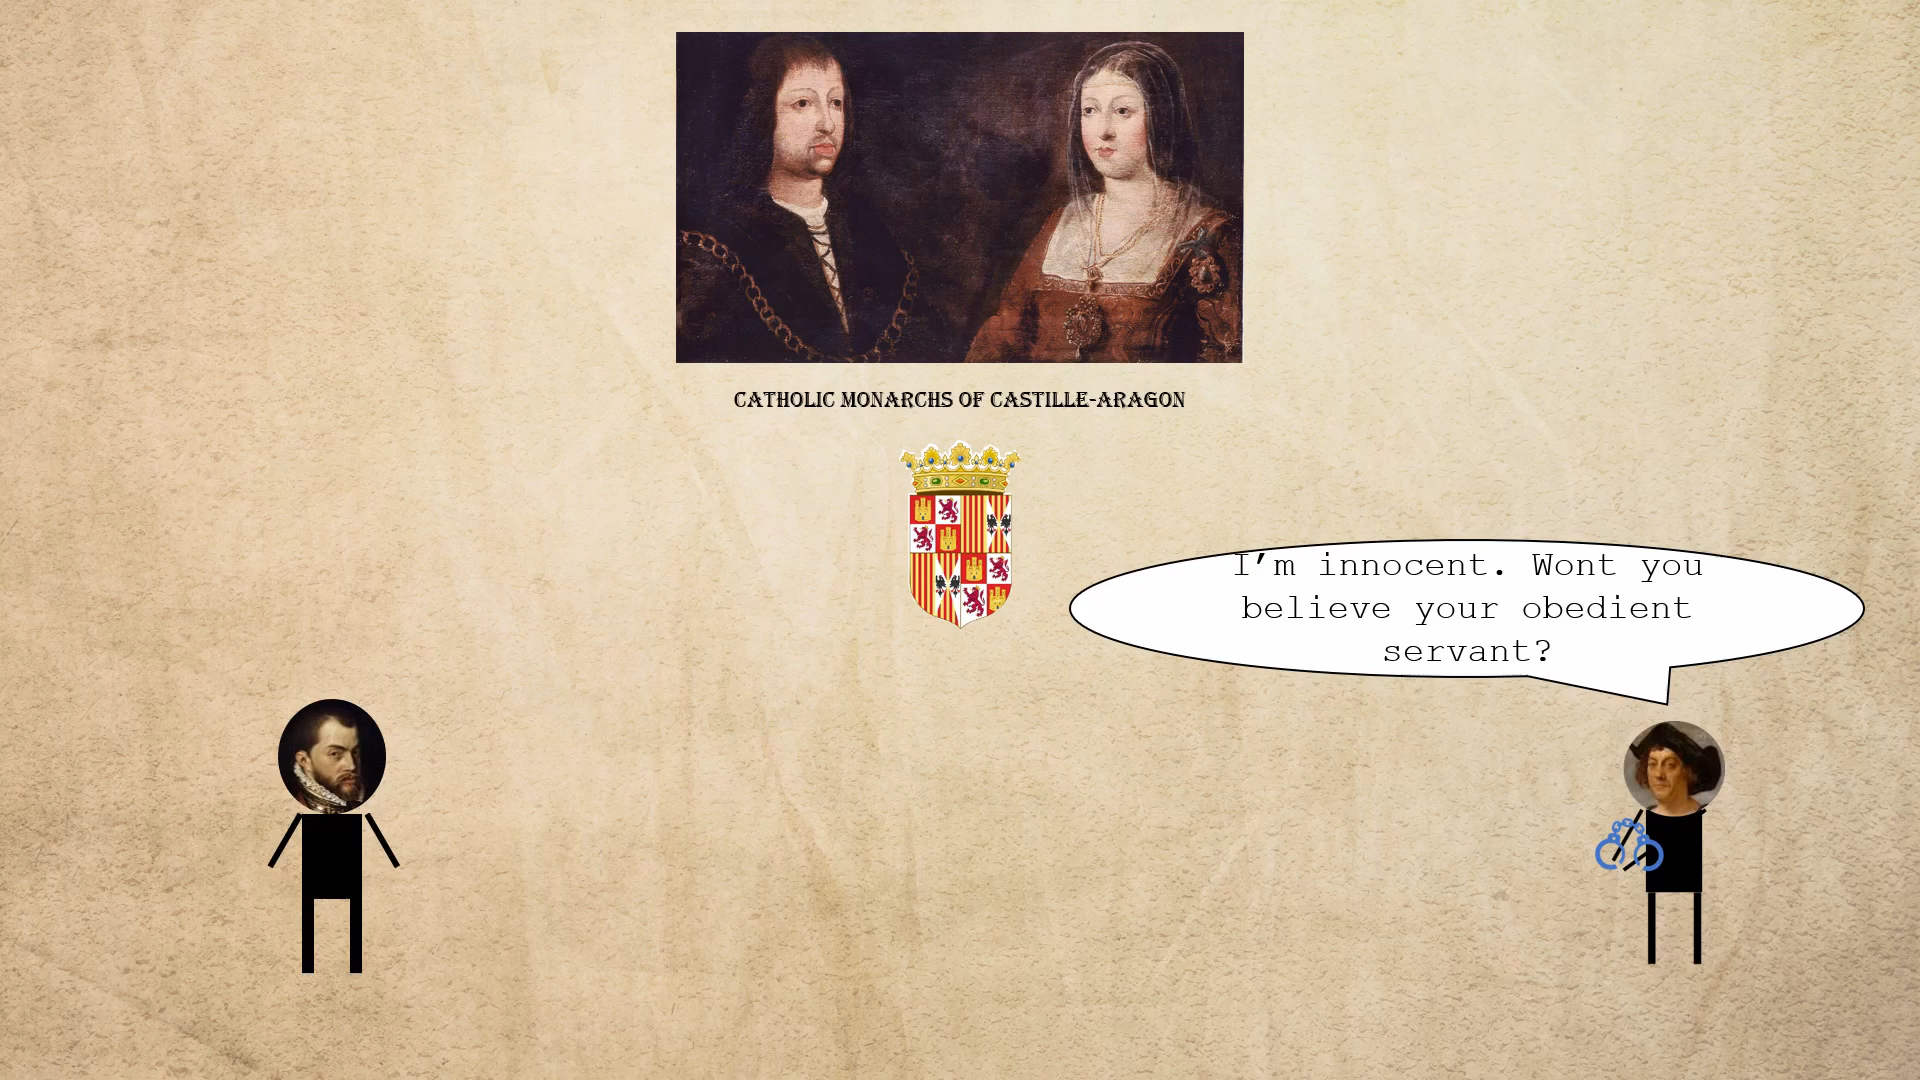 CATHOLIC MONARCHS OF CASTILLE-ARAGON
I'm innocent. Wont you
believe your obedient
servant?